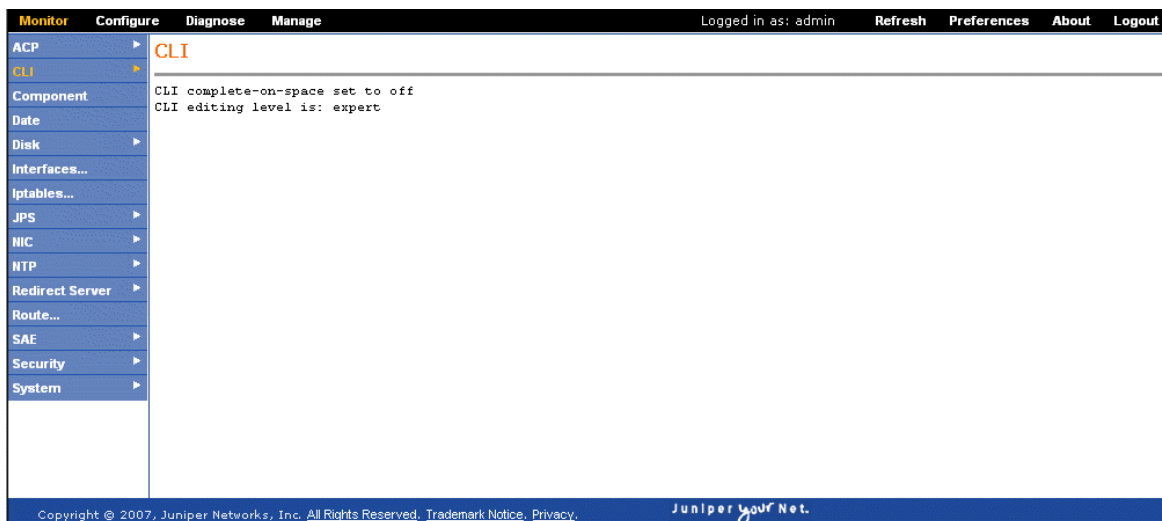 Monitor Configure Diagnose Manage Logged in as: admin Refresh Preferences About Logout
ACP
CLI
Component
Date
Disk
Interfaces...
Iptables...
JPS
NIC
NTP
Redirect Server
Route...
SAE
Security
System
CLI
CLI complete-on-space set to off
CLI editing level is: expert
Copyright © 2007, Juniper Networks, Inc. All Rights Reserved. Trademark Notice. Privacy.
Juniper your Net.